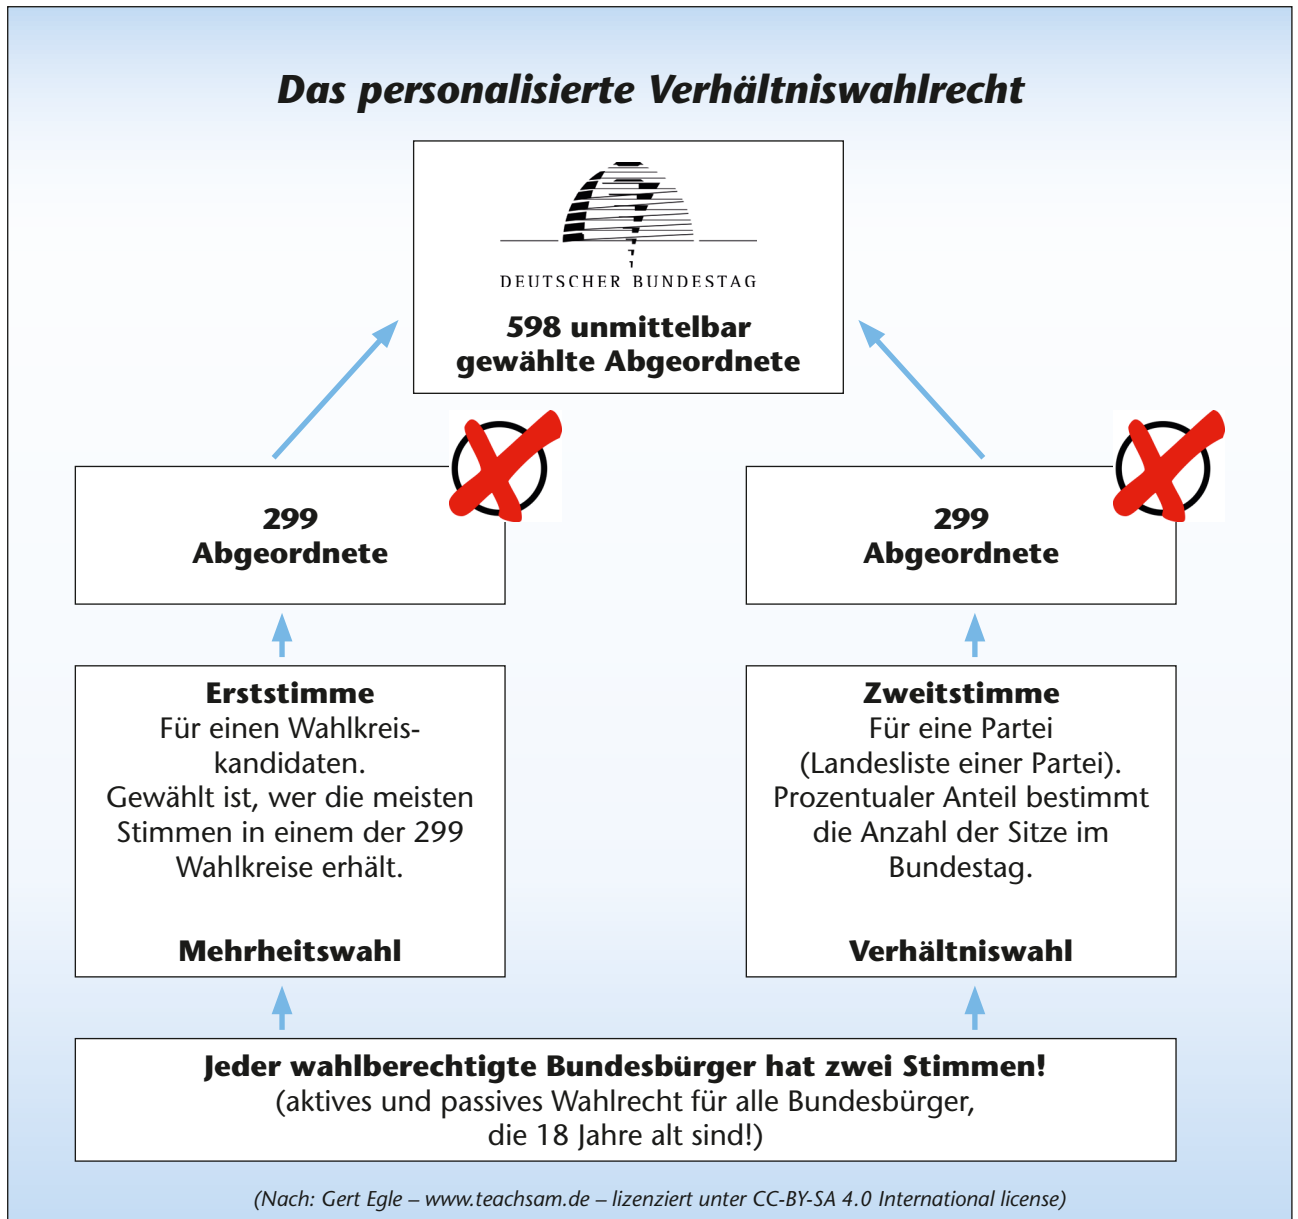 Das personalisierte Verhältniswahlrecht
DEUTSCHER BUNDESTAG
598 unmittelbar
gewählte Abgeordnete
299
Abgeordnete
299
Abgeordnete
Erststimme
Für einen Wahlkreis-
kandidaten.
Gewählt ist, wer die meisten
Stimmen in einem der 299
Wahlkreise erhält.
Mehrheitswahl
Zweitstimme
Für eine Partei
(Landesliste einer Partei).
Prozentualer Anteil bestimmt
die Anzahl der Sitze im
Bundestag.
Verhältniswahl
Jeder wahlberechtigte Bundesbürger hat zwei Stimmen!
(aktives und passives Wahlrecht für alle Bundesbürger,
die 18 Jahre alt sind!)
(Nach: Gert Egle – www.teachsam.de – lizenziert unter CC-BY-SA 4.0 International license)